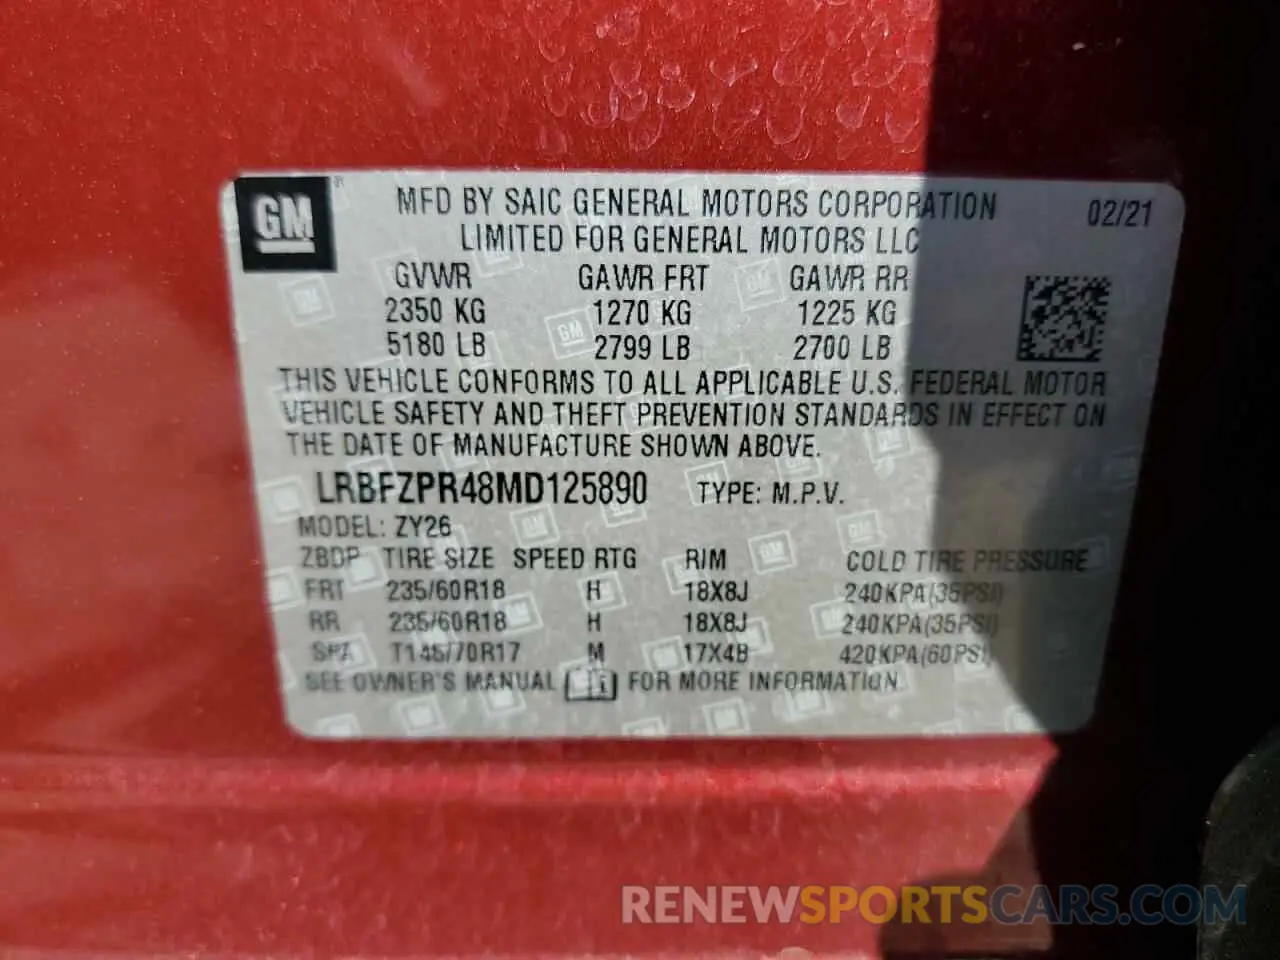 GM
MFD BY SAIC GENERAL MOTORS CORPORATION 02/21
LIMITED FOR GENERAL MOTORS LLC
GVWR GAWR FRT GAWR RR
2350 KG 1270 KG 1225 KG
5180 LB 2799 LB 2700 LB
THIS VEHICLE CONFORMS TO ALL APPLICABLE U.S. FEDERAL MOTOR
VEHICLE SAFETY AND THEFT PREVENTION STANDARDS IN EFFECT ON
THE DATE OF MANUFACTURE SHOWN ABOVE.
LRBFZPR48MD125890 TYPE: M.P.V.
MODEL: ZY26
ZBDP TIRE SIZE SPEED RTG RIM COLD TIRE PRESSURE
FRT 235/60R18 H 18X8J 240KPA(35PSI)
RR 235/60R18 H 18X8J 240KPA(35PSI)
SPA T145/70R17 M 17X4B 420KPA(60PSI)
SEE OWNER'S MANUAL FOR MORE INFORMATION
RENEWSPORTSCARS.COM